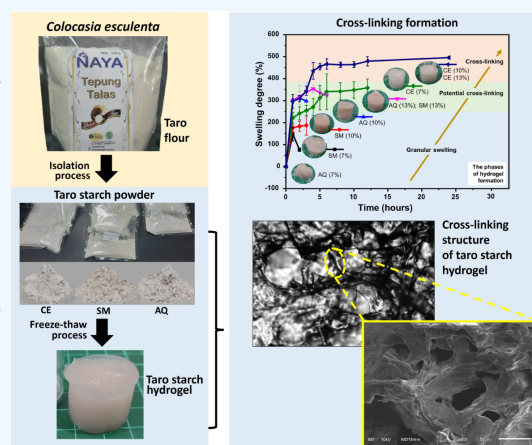 Colocasia esculenta
NAYA
Tepung
Talas
Taro
flour
Isolation
process
Taro starch powder
CE SM AQ
Freeze-thaw
process
Taro starch
hydrogel
Cross-linking formation
Swelling degree (%)
600
500
400
300
200
100
0
-100
0 5 10 15 20 25 30
Time (hours)
Cross-linking
CE (10%)
CE (13%)
Potential cross-linking
CE (7%)
AQ (13%); SM (13%)
AQ (10%)
SM (10%)
Granular swelling
SM (7%)
AQ (7%)
The phases
of hydrogel
formation
Cross-linking
structure
of taro starch
hydrogel